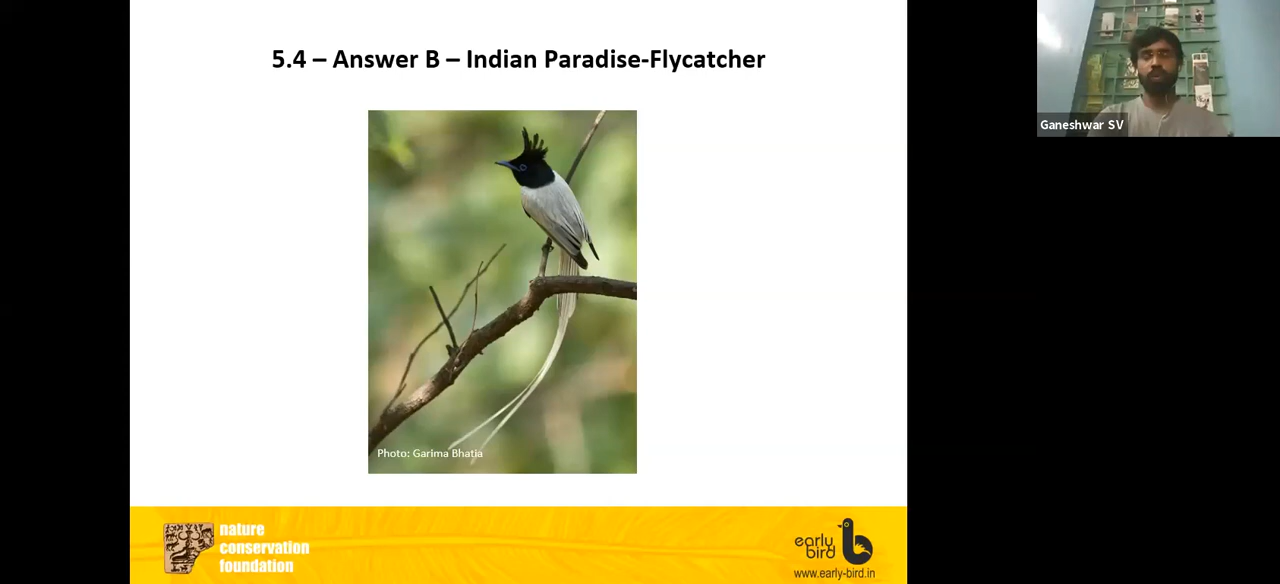 5.4 – Answer B – Indian Paradise-Flycatcher
Ganeshwar SV
Photo: Garima Bhatia
nature
conservation
foundation
early
bird
www.early-bird.in